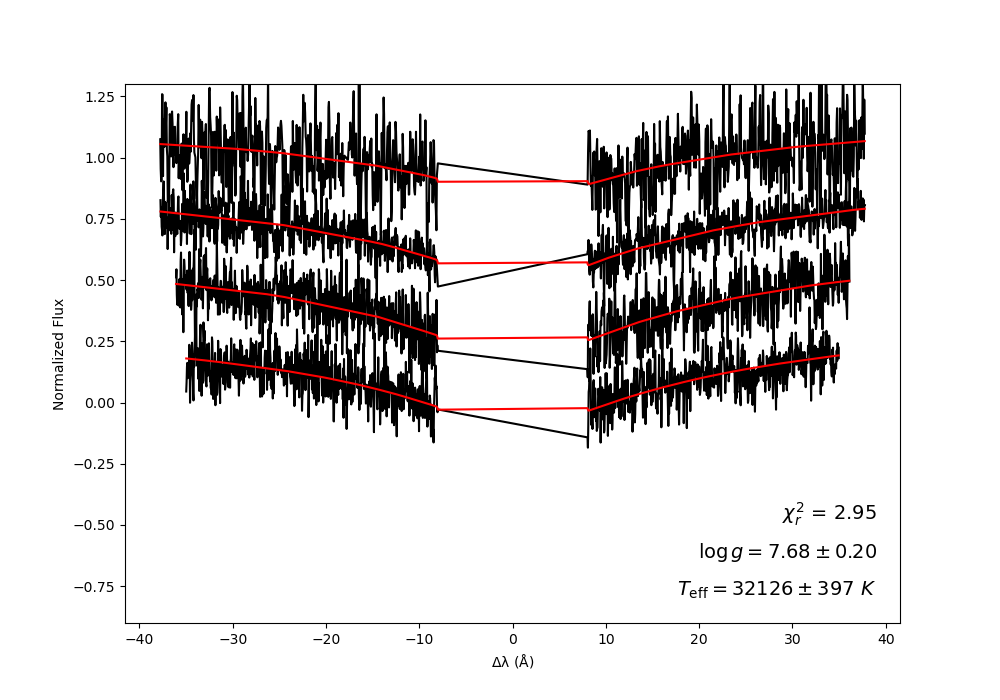 1.25
1.00
0.75
0.50
0.25
0.00
−0.25
−0.50
−0.75
Normalized Flux
χ²ᵣ = 2.95
log g = 7.68 ± 0.20
T_eff = 32126 ± 397 K
−40 −30 −20 −10 0 10 20 30 40
Δλ (Å)